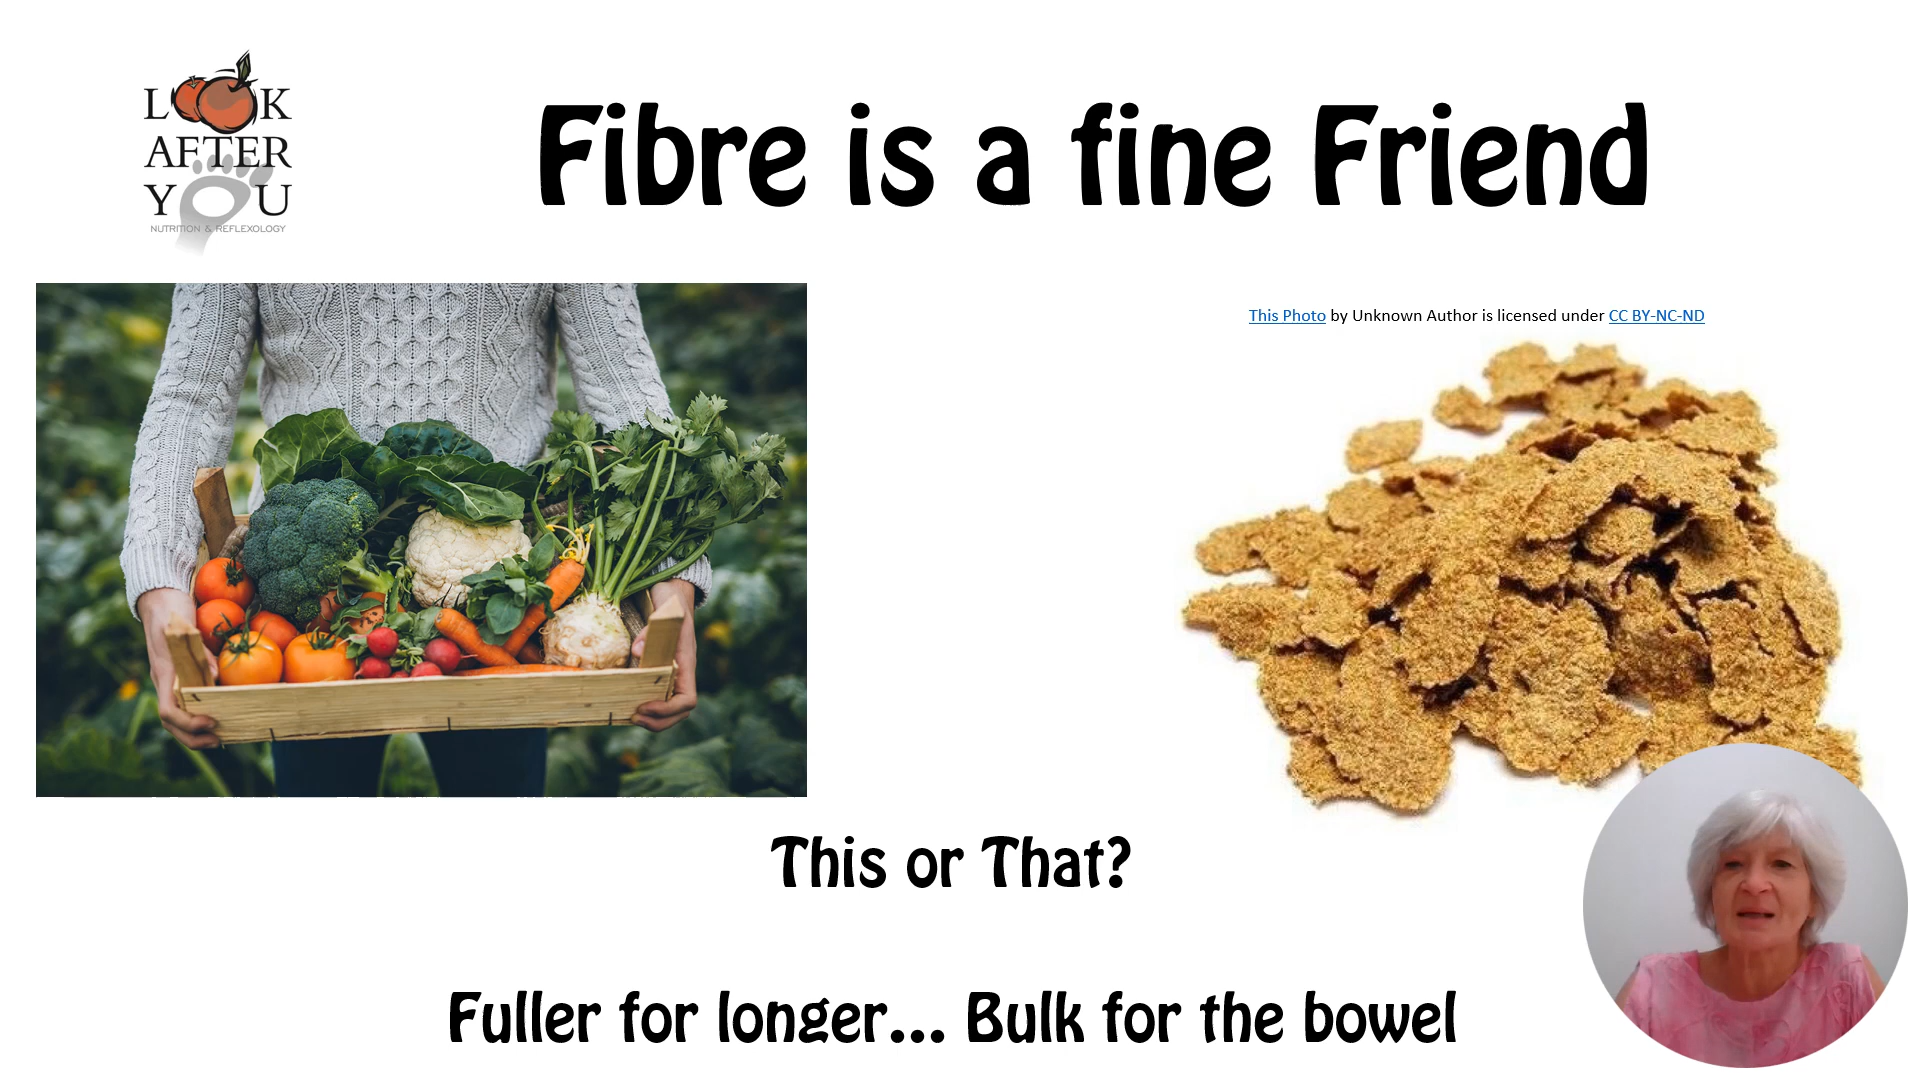 LOOK
AFTER
YOU
NUTRITION & REFLEXOLOGY
Fibre is a fine Friend
This Photo by Unknown Author is licensed under CC BY-NC-ND
This or That?
Fuller for longer... Bulk for the bowel